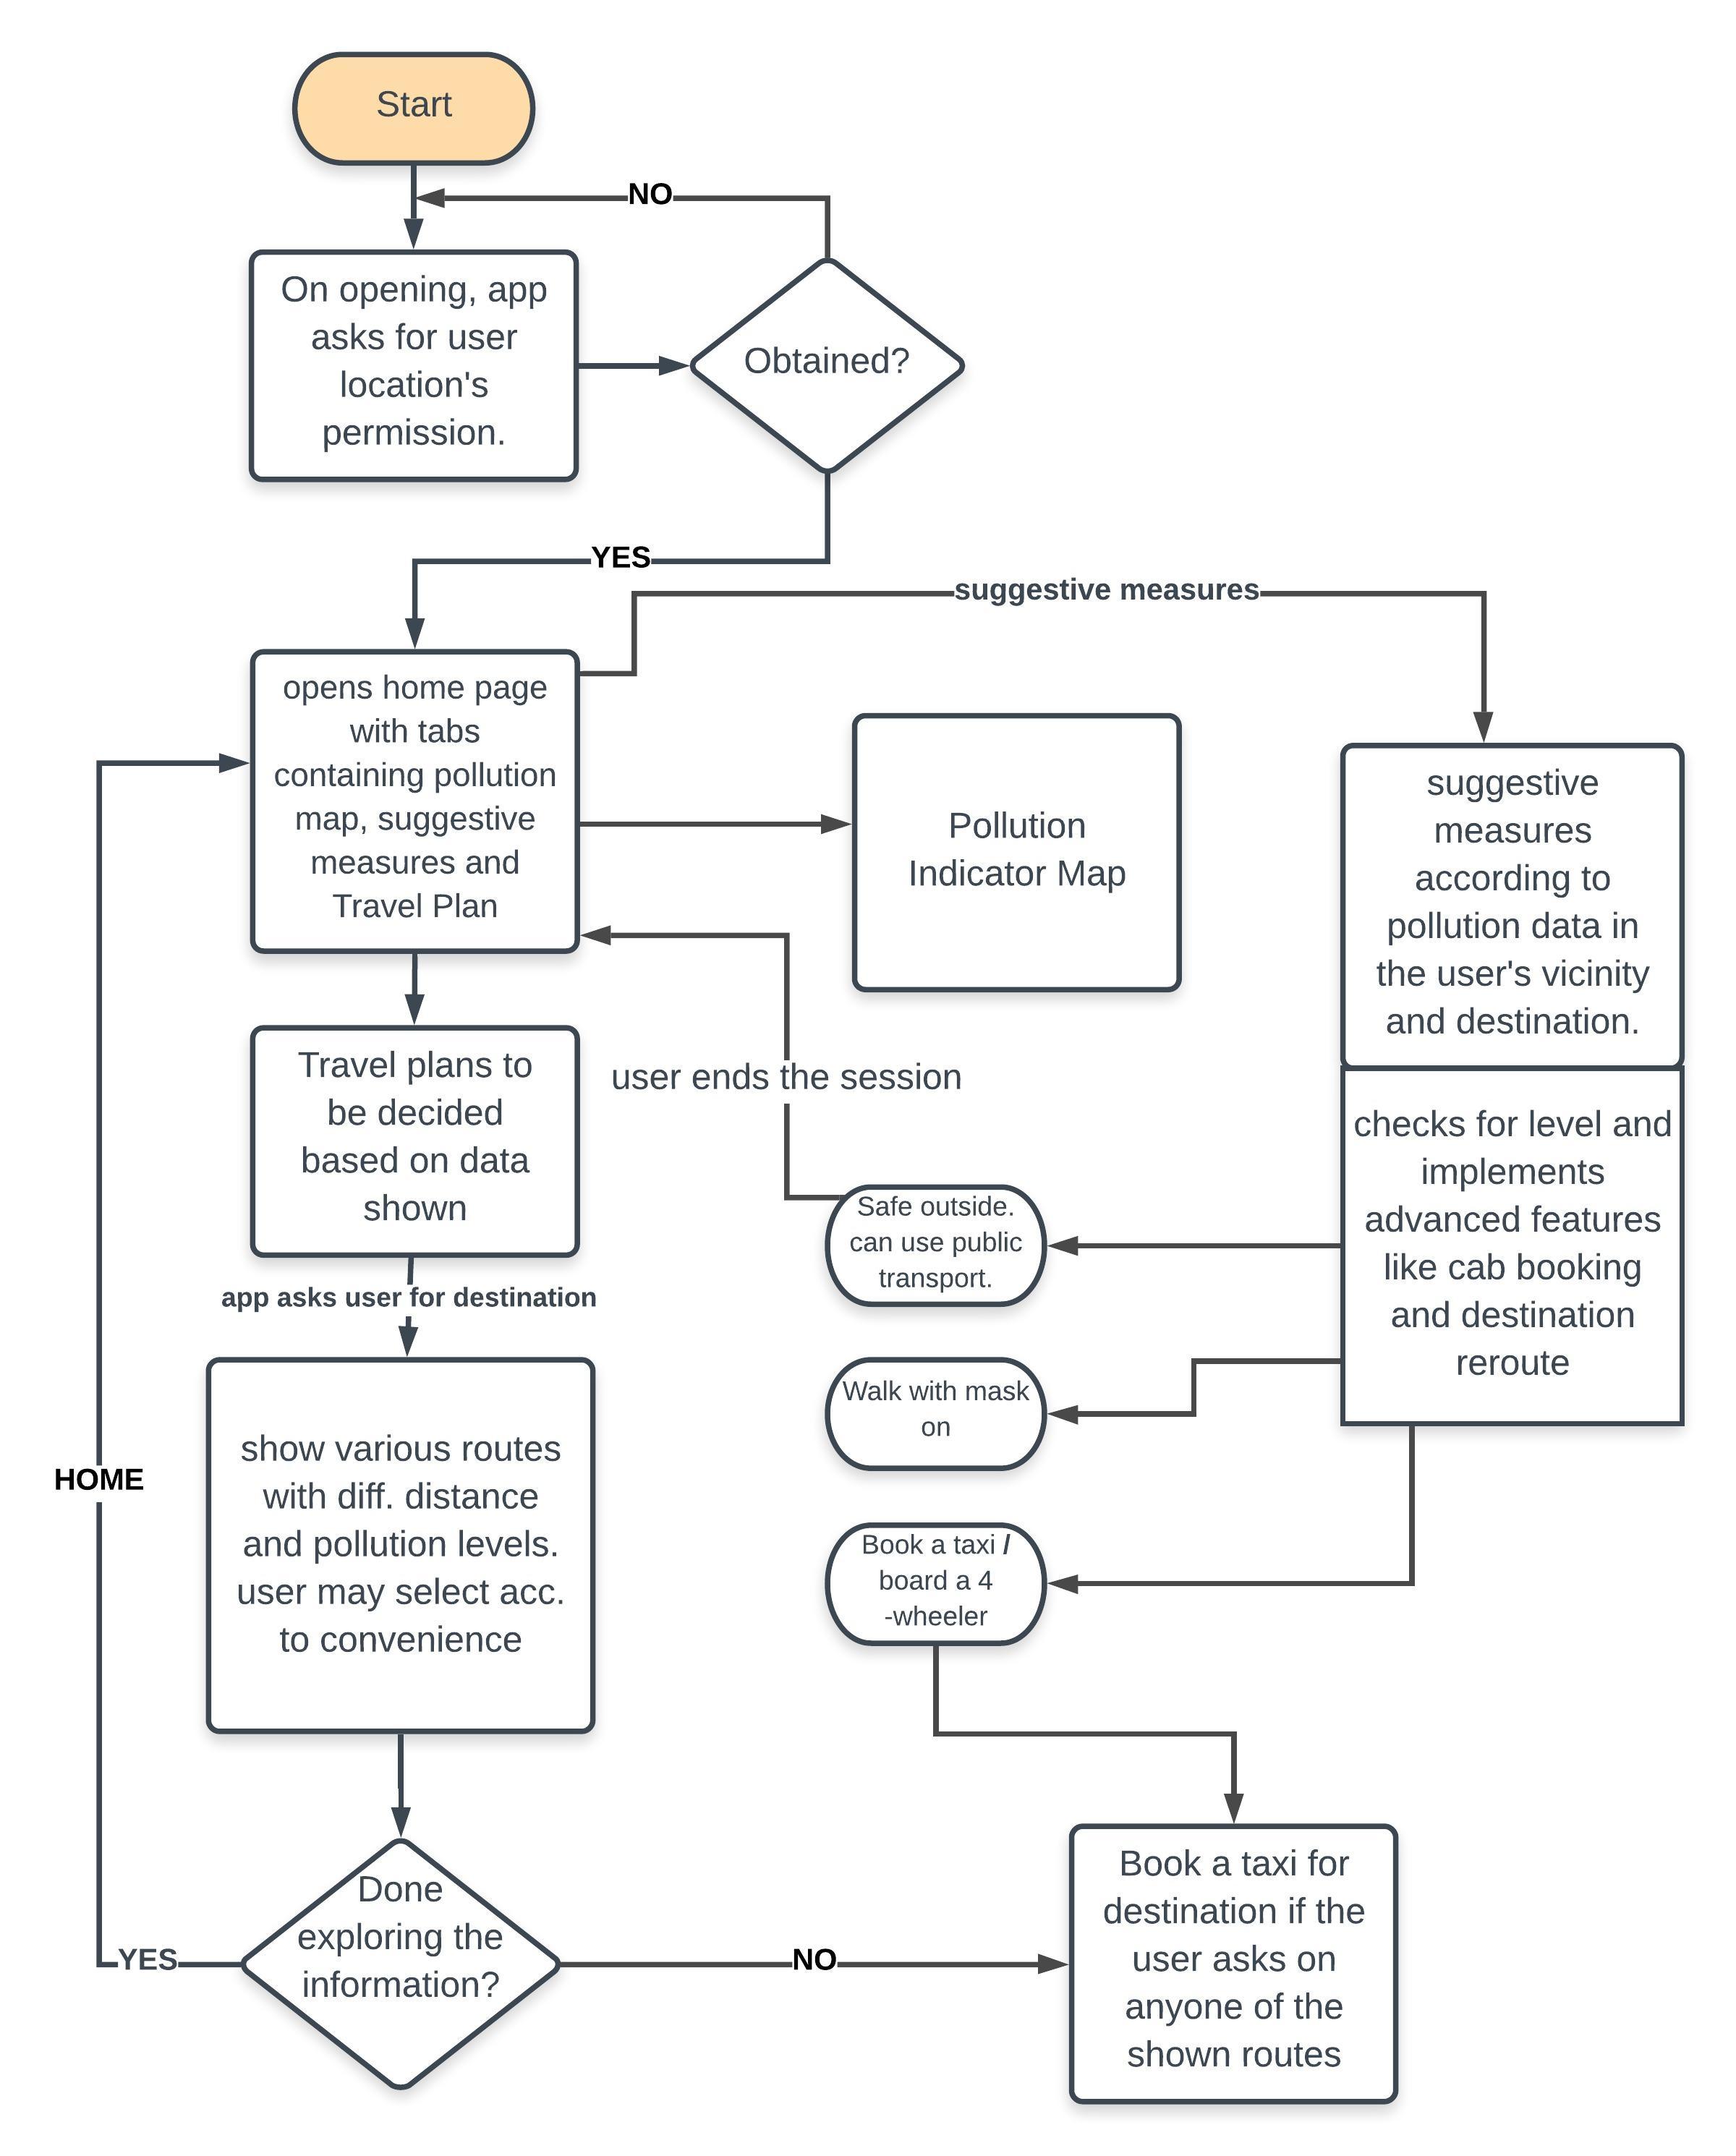 Start
NO
On opening, app
asks for user
location's
permission.
Obtained?
YES
suggestive measures
opens home page
with tabs
containing pollution
map, suggestive
measures and
Travel Plan
Pollution
Indicator Map
suggestive
measures
according to
pollution data in
the user's vicinity
and destination.
Travel plans to
be decided
based on data
shown
user ends the session
checks for level and
implements
advanced features
like cab booking
and destination
reroute
Safe outside.
can use public
transport.
app asks user for destination
Walk with mask
on
show various routes
with diff. distance
and pollution levels.
user may select acc.
to convenience
HOME
Book a taxi /
board a 4
-wheeler
Done
exploring the
information?
YES
NO
Book a taxi for
destination if the
user asks on
anyone of the
shown routes